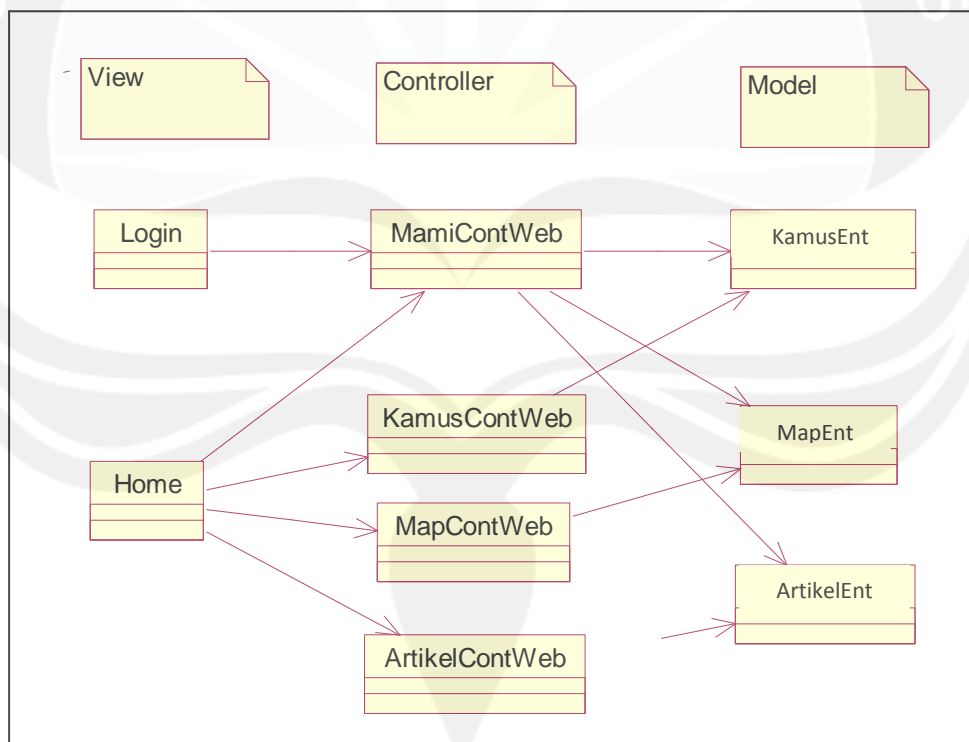 View
Controller
Model
Login
MamiContWeb
KamusEnt
KamusContWeb
MapEnt
Home
MapContWeb
ArtikelEnt
ArtikelContWeb